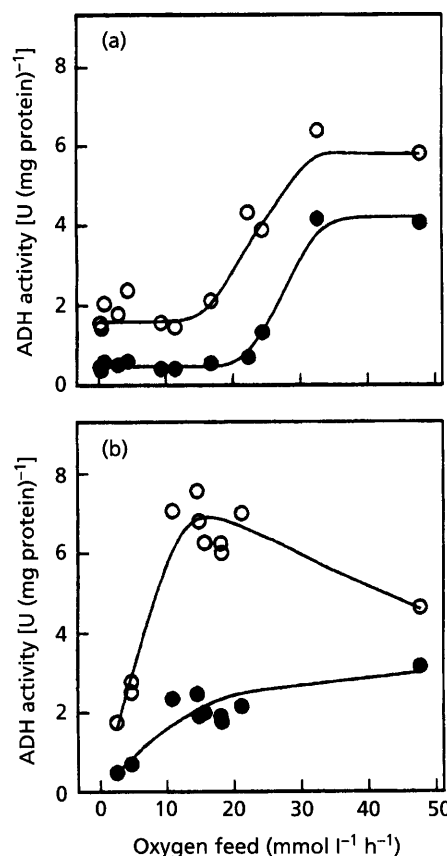 (a)
8
6
4
2
0
ADH activity [U (mg protein)⁻¹]
(b)
8
6
4
2
0
ADH activity [U (mg protein)⁻¹]
0 10 20 30 40 50
Oxygen feed (mmol l⁻¹ h⁻¹)